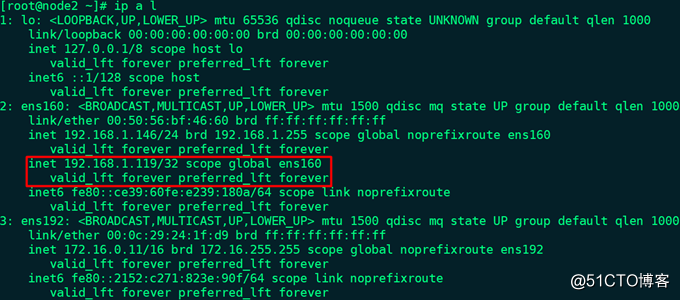 [root@node2 ~]# ip a l
1: lo: <LOOPBACK,UP,LOWER_UP> mtu 65536 qdisc noqueue state UNKNOWN group default qlen 1000
link/loopback 00:00:00:00:00:00 brd 00:00:00:00:00:00
inet 127.0.0.1/8 scope host lo
valid_lft forever preferred_lft forever
inet6 ::1/128 scope host
valid_lft forever preferred_lft forever
2: ens160: <BROADCAST,MULTICAST,UP,LOWER_UP> mtu 1500 qdisc mq state UP group default qlen 1000
link/ether 00:50:56:bf:46:60 brd ff:ff:ff:ff:ff:ff
inet 192.168.1.146/24 brd 192.168.1.255 scope global noprefixroute ens160
valid_lft forever preferred_lft forever
inet 192.168.1.119/32 scope global ens160
valid_lft forever preferred_lft forever
inet6 fe80::ce39:60fe:e239:180a/64 scope link noprefixroute
valid_lft forever preferred_lft forever
3: ens192: <BROADCAST,MULTICAST,UP,LOWER_UP> mtu 1500 qdisc mq state UP group default qlen 1000
link/ether 00:0c:29:24:1f:d9 brd ff:ff:ff:ff:ff:ff
inet 172.16.0.11/16 brd 172.16.255.255 scope global noprefixroute ens192
valid_lft forever preferred_lft forever
inet6 fe80::2152:c271:823e:90f/64 scope link noprefixroute
valid_lft forever preferred_lft forever
@51CTO博客